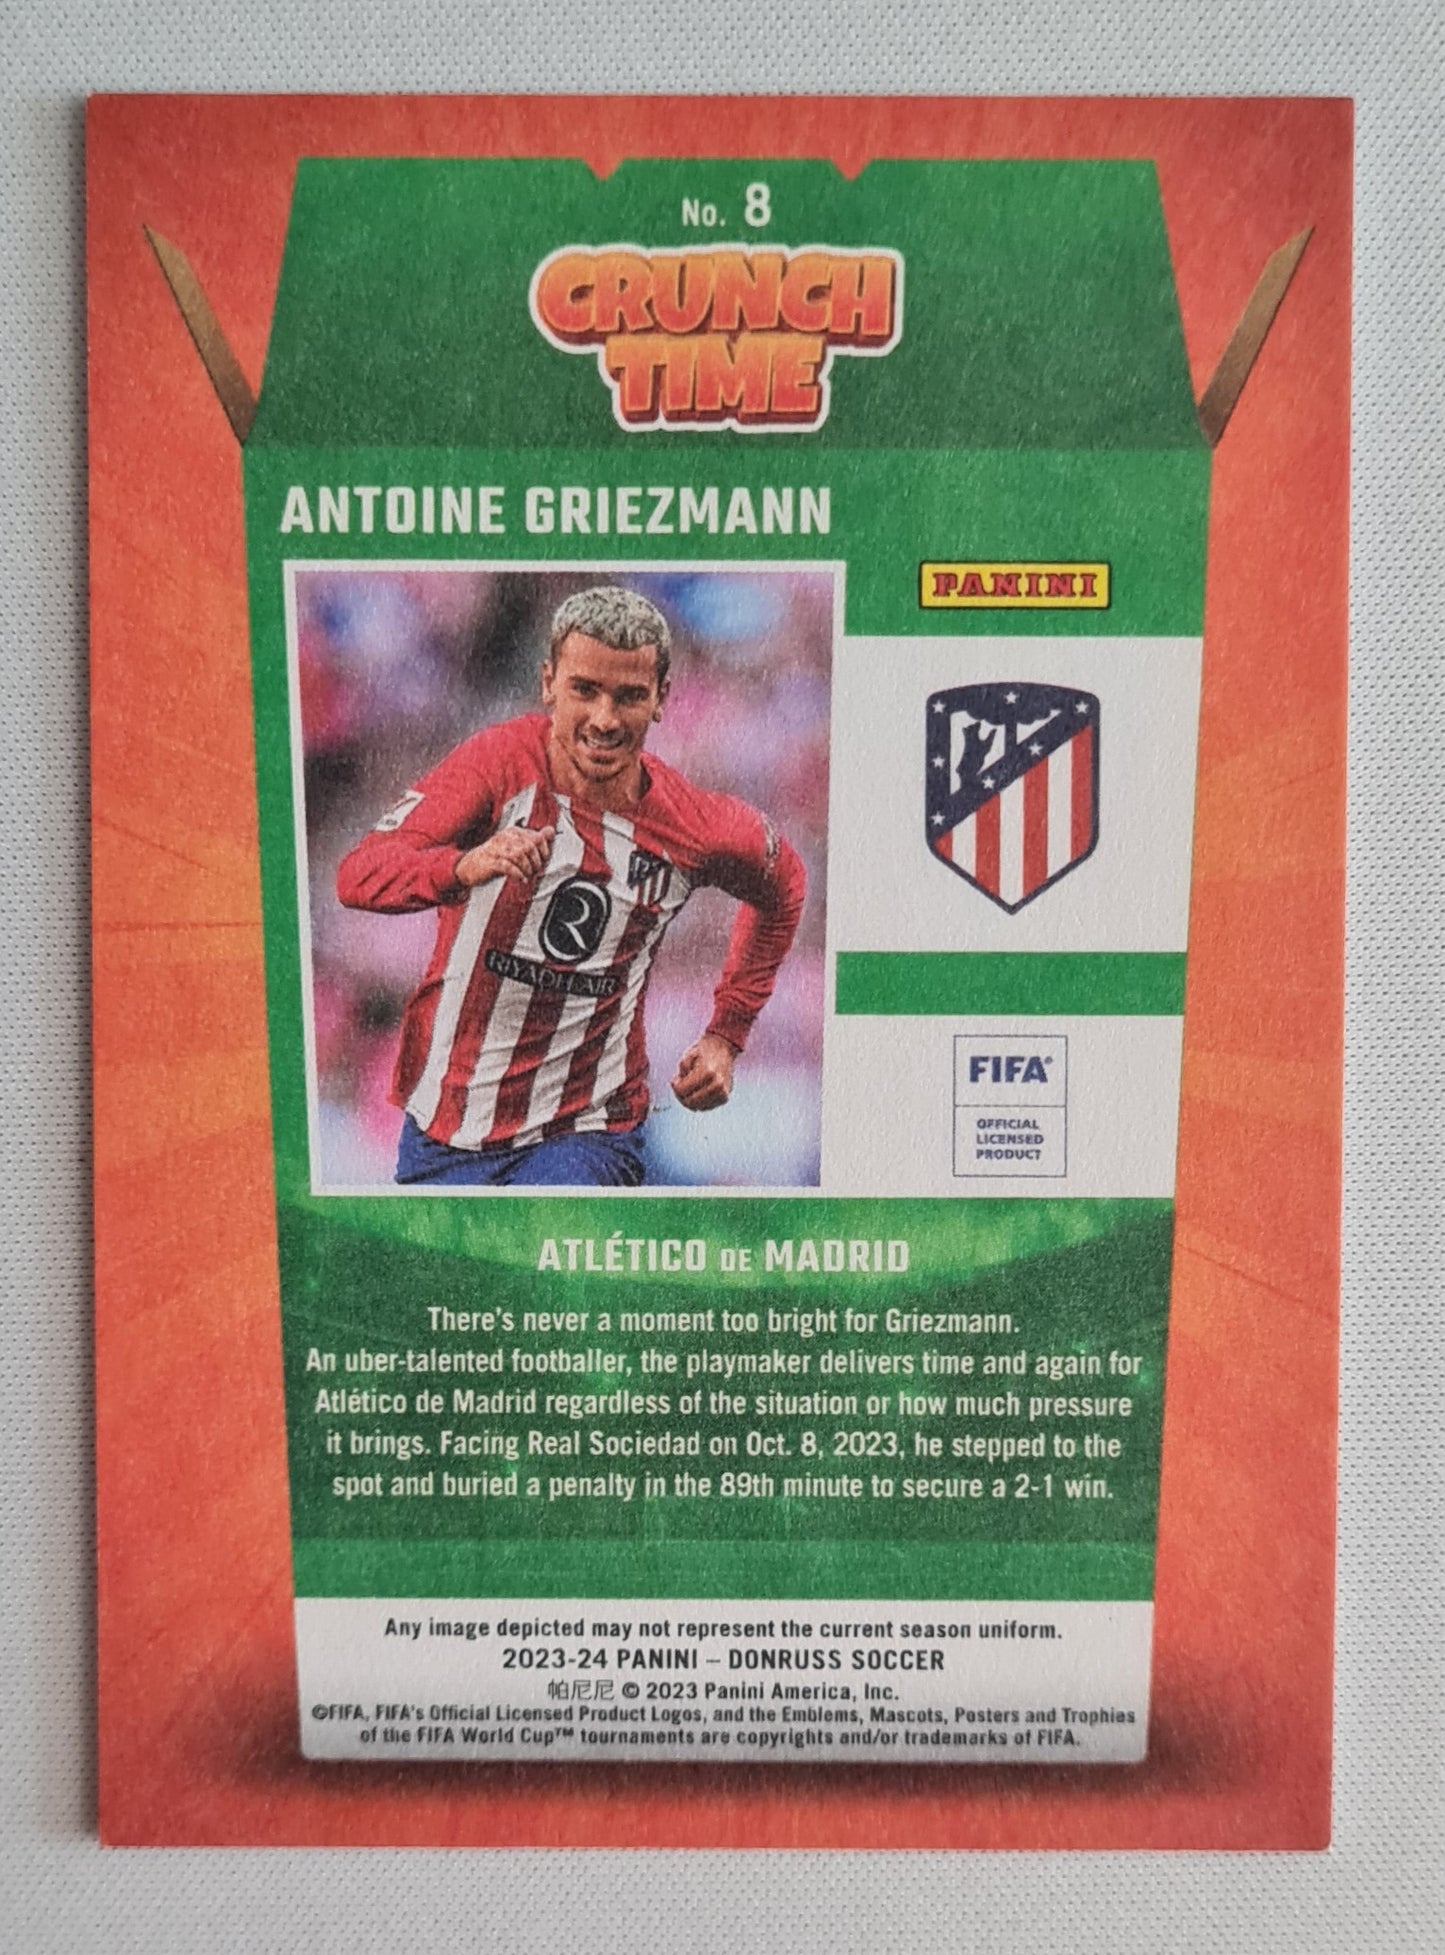 No. 8
CRUNCH
TIME
ANTOINE GRIEZMANN
PANINI
RIYADH AIR
FIFA®
OFFICIAL
LICENSED
PRODUCT
ATLÉTICO DE MADRID
There's never a moment too bright for Griezmann.
An uber-talented footballer, the playmaker delivers time and again for
Atlético de Madrid regardless of the situation or how much pressure
it brings. Facing Real Sociedad on Oct. 8, 2023, he stepped to the
spot and buried a penalty in the 89th minute to secure a 2-1 win.
Any image depicted may not represent the current season uniform.
2023-24 PANINI – DONRUSS SOCCER
帕尼尼 © 2023 Panini America, Inc.
©FIFA, FIFA's Official Licensed Product Logos, and the Emblems, Mascots, Posters and Trophies
of the FIFA World Cup™ tournaments are copyrights and/or trademarks of FIFA.